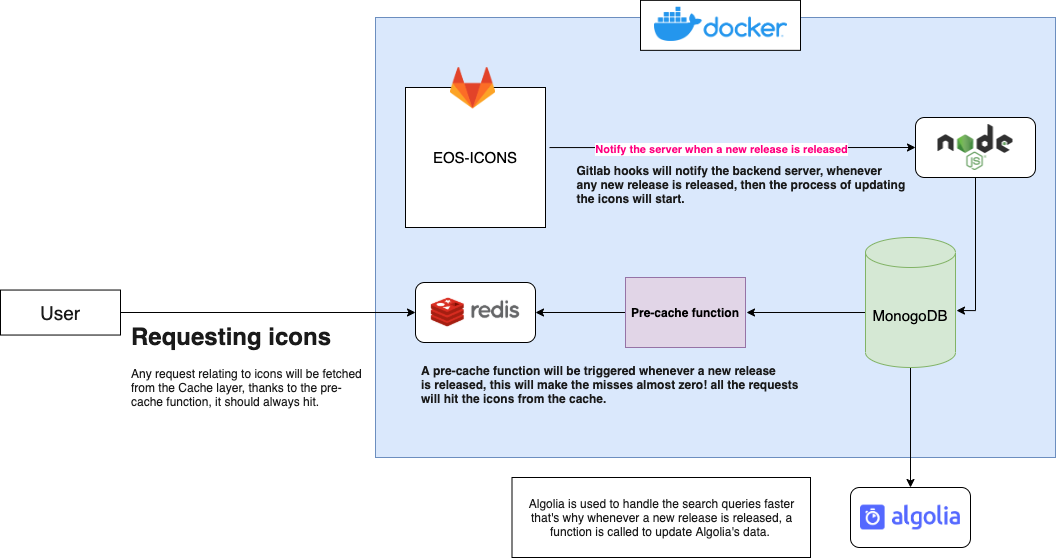 docker
EOS-ICONS
Notify the server when a new release is released
node
JS
Gitlab hooks will notify the backend server, whenever
any new release is released, then the process of updating
the icons will start.
User
redis
Pre-cache function
MonogoDB
Requesting icons
Any request relating to icons will be fetched
from the Cache layer, thanks to the pre-
cache function, it should always hit.
A pre-cache function will be triggered whenever a new release
is released, this will make the misses almost zero! all the requests
will hit the icons from the cache.
Algolia is used to handle the search queries faster
that's why whenever a new release is released, a
function is called to update Algolia's data.
algolia